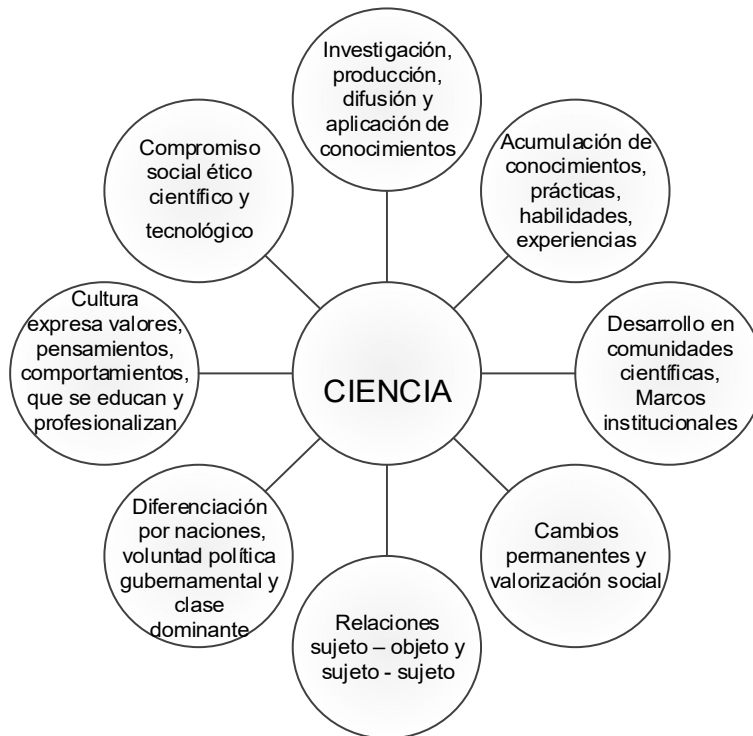 Investigación,
producción,
difusión y
aplicación de
conocimientos
Acumulación de
conocimientos,
prácticas,
habilidades,
experiencias
Desarrollo en
comunidades
científicas,
Marcos
institucionales
Cambios
permanentes y
valorización social
Relaciones
sujeto – objeto y
sujeto - sujeto
Diferenciación
por naciones,
voluntad política
gubernamental y
clase
dominante
Cultura
expresa valores,
pensamientos,
comportamientos,
que se educan y
profesionalizan
Compromiso
social ético
científico y
tecnológico
CIENCIA